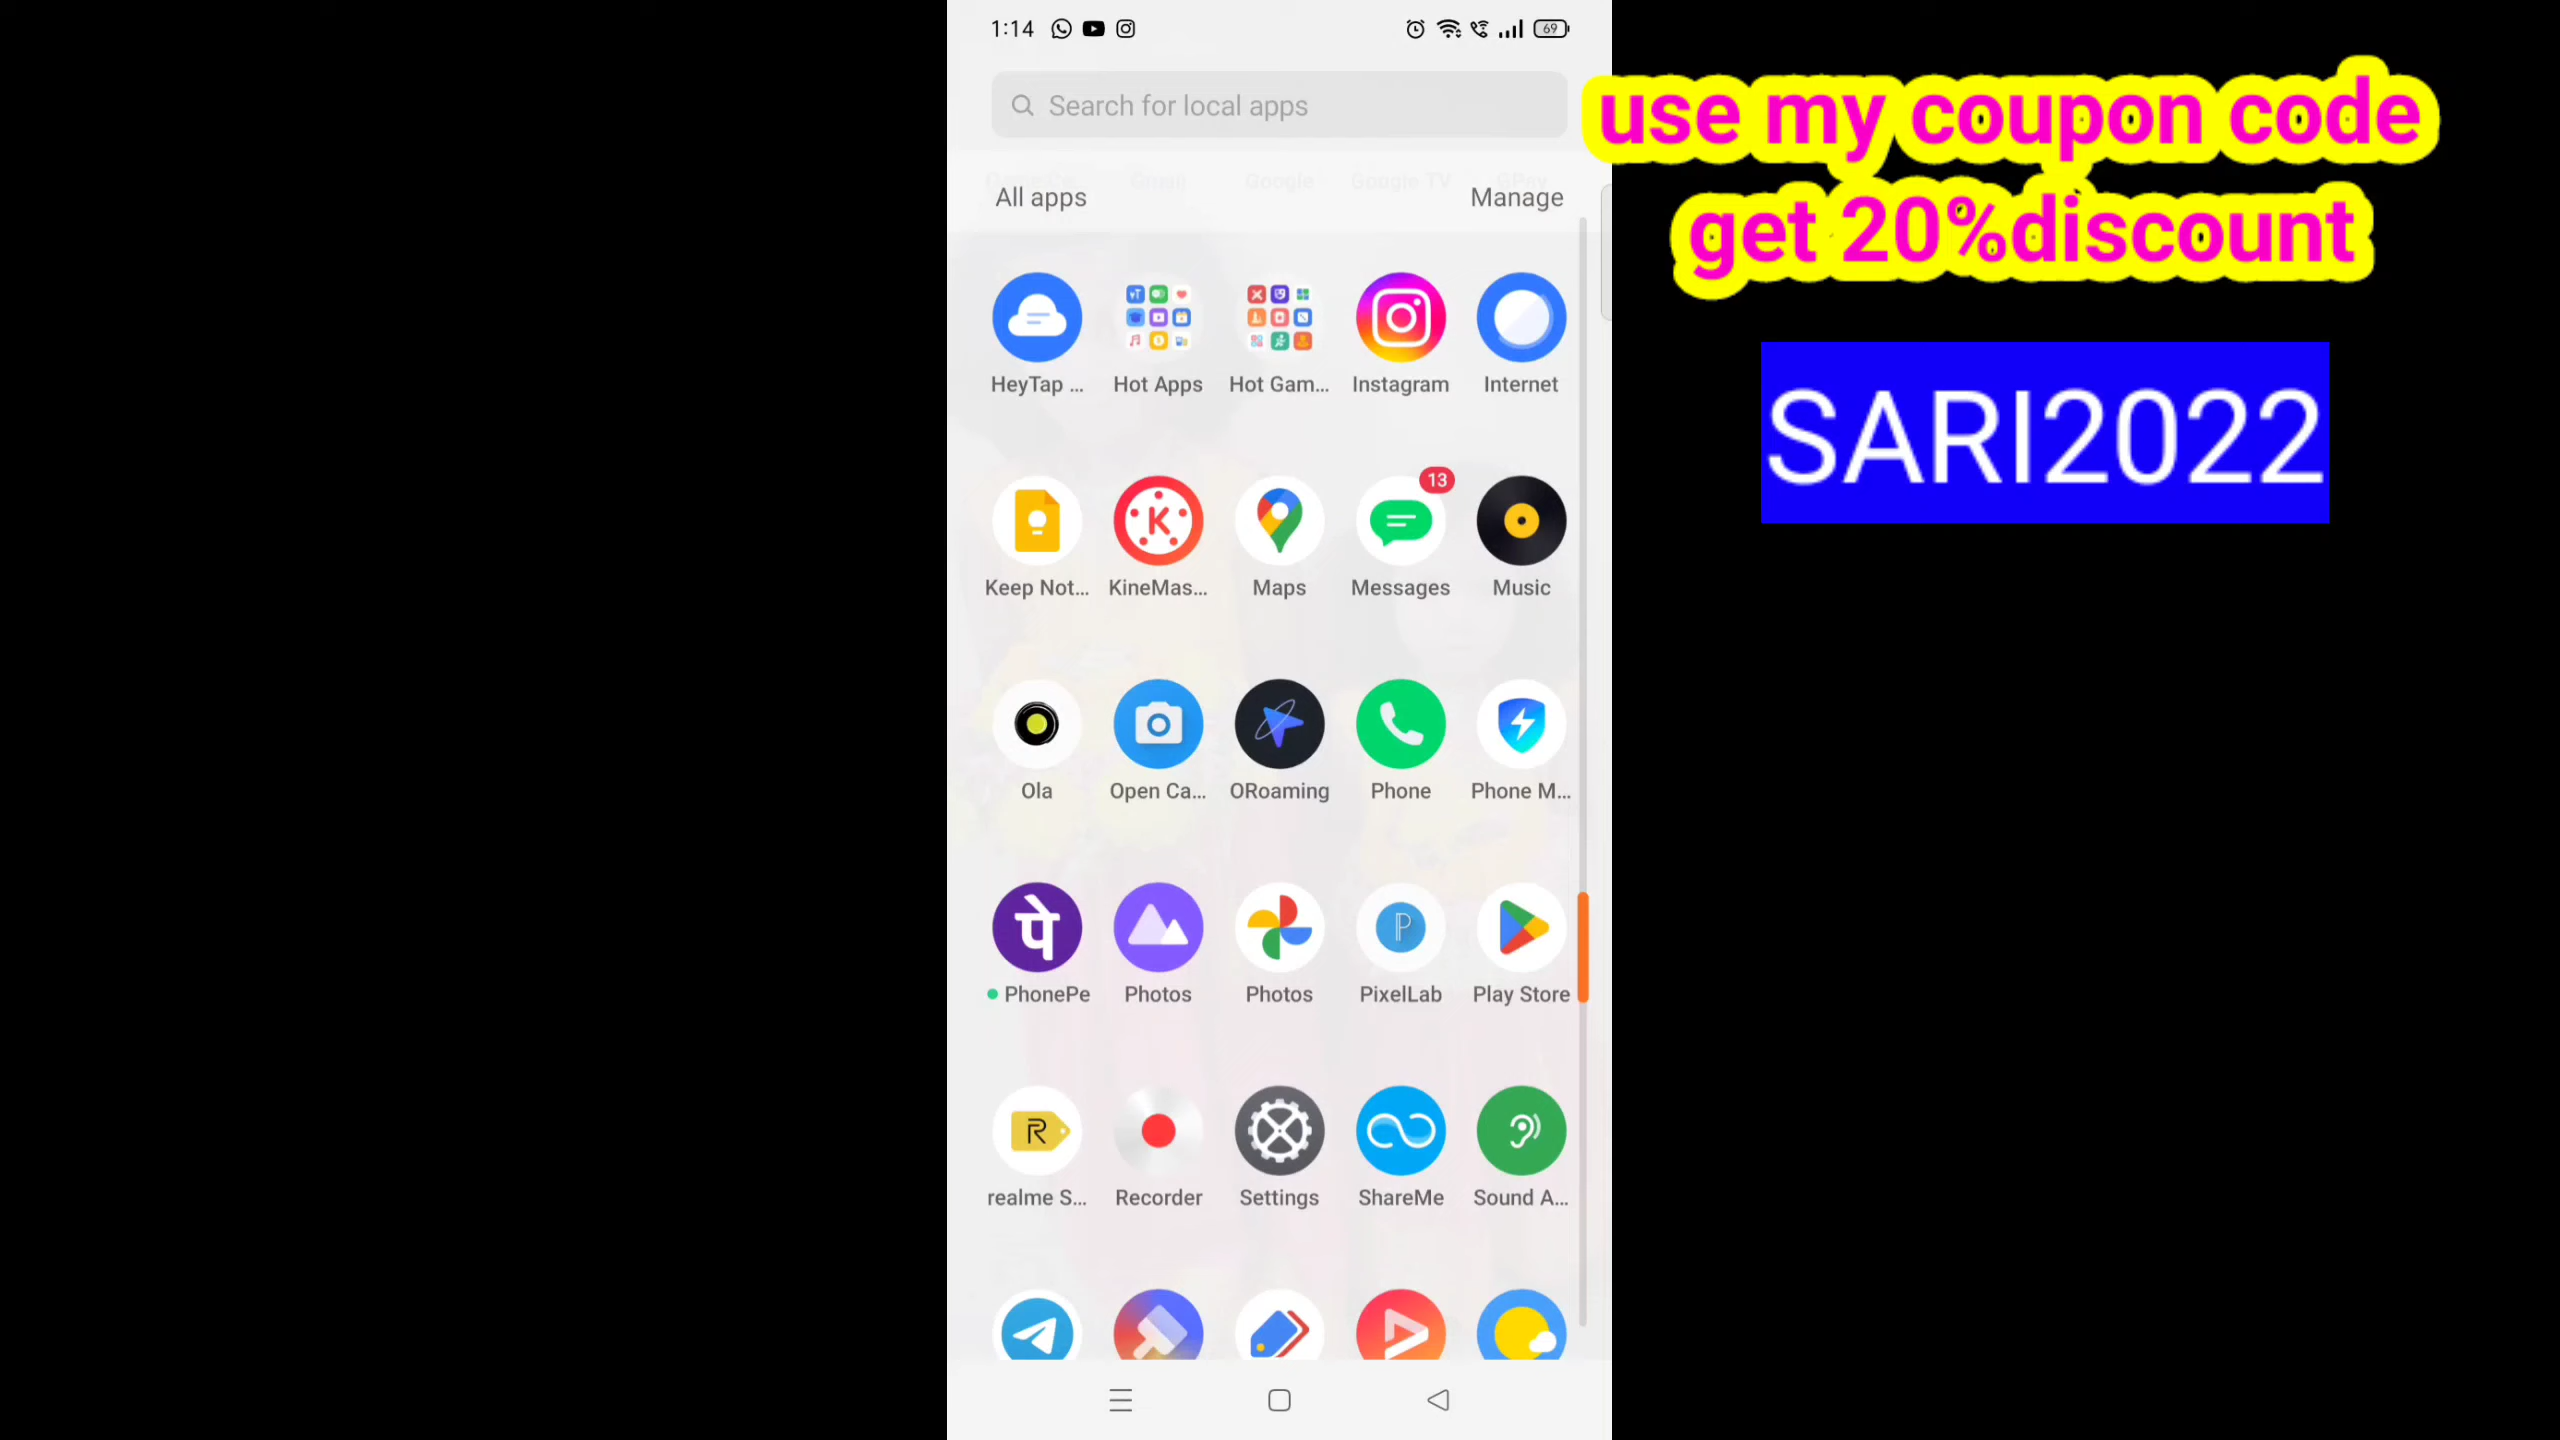 1:14
69
Search for local apps
All apps
Manage
use my coupon code
get 20%discount
SARI2022
HeyTap ...
Hot Apps
Hot Gam...
Instagram
Internet
13
Keep Not...
KineMas...
Maps
Messages
Music
Ola
Open Ca...
ORoaming
Phone
Phone M...
पे
PhonePe
Photos
Photos
PixelLab
Play Store
realme S...
Recorder
Settings
ShareMe
Sound A...